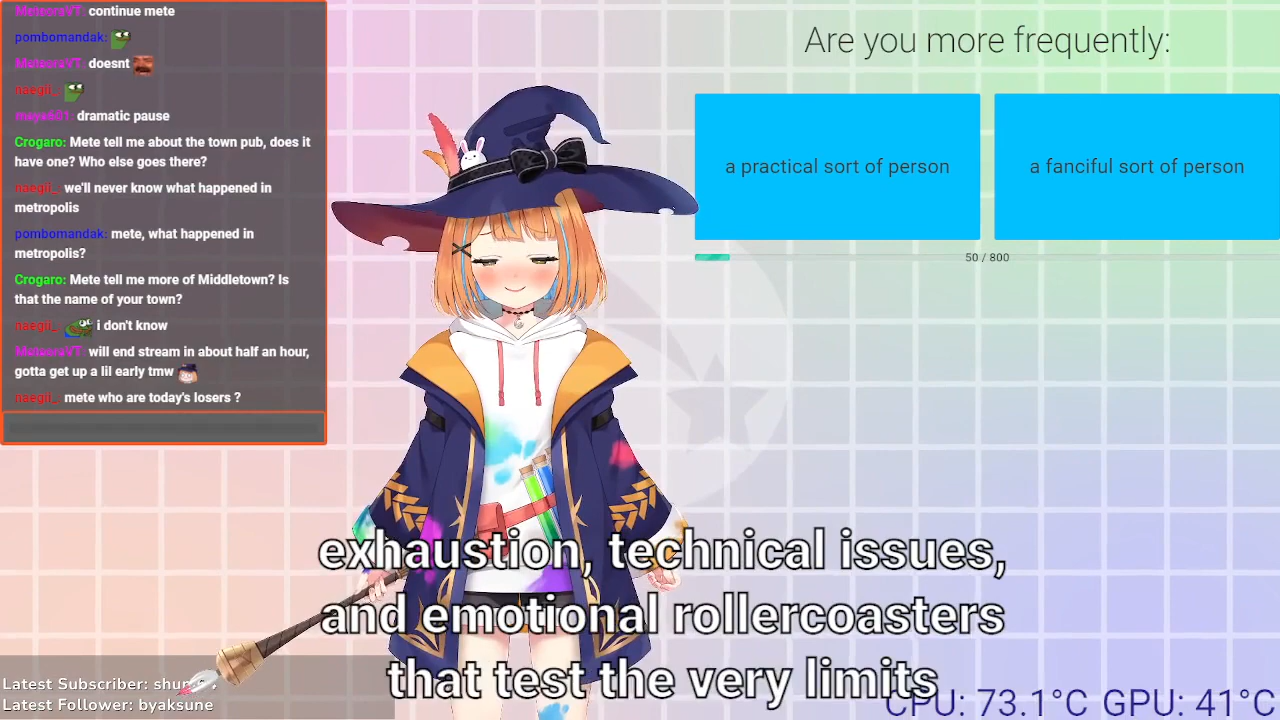 MeteoraVT: continue mete
pombomandak:
MeteoraVT: doesnt
naegii_:
dramatic pause
Crogaro: Mete tell me about the town pub, does it
have one? Who else goes there?
naegii_: we'll never know what happened in
metropolis
pombomandak: mete, what happened in
metropolis?
Crogaro: Mete tell me more of Middletown? Is
that the name of your town?
naegii_: i don't know
MeteoraVT: will end stream in about half an hour,
gotta get up a lil early tmw
naegii_: mete who are today's losers ?
Are you more frequently:
a practical sort of person
a fanciful sort of person
50 / 800
exhaustion, technical issues,
and emotional rollercoasters
that test the very limits
Latest Subscriber:
Latest Follower: byaksune
CPU: 73.1°C GPU: 41°C